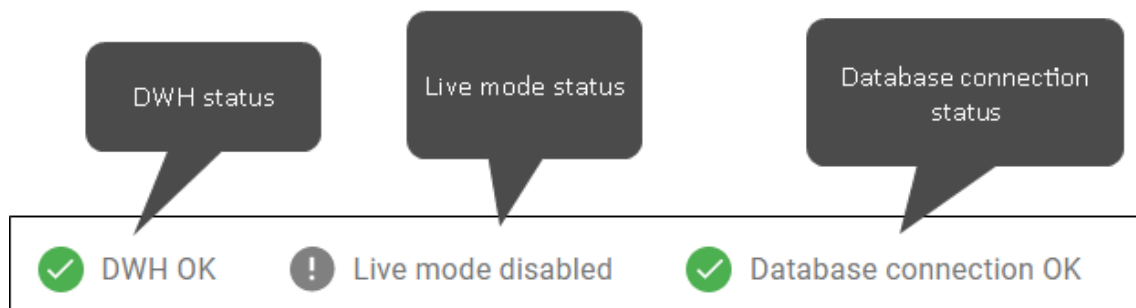 DWH status
Live mode status
Database connection
status
DWH OK
Live mode disabled
Database connection OK